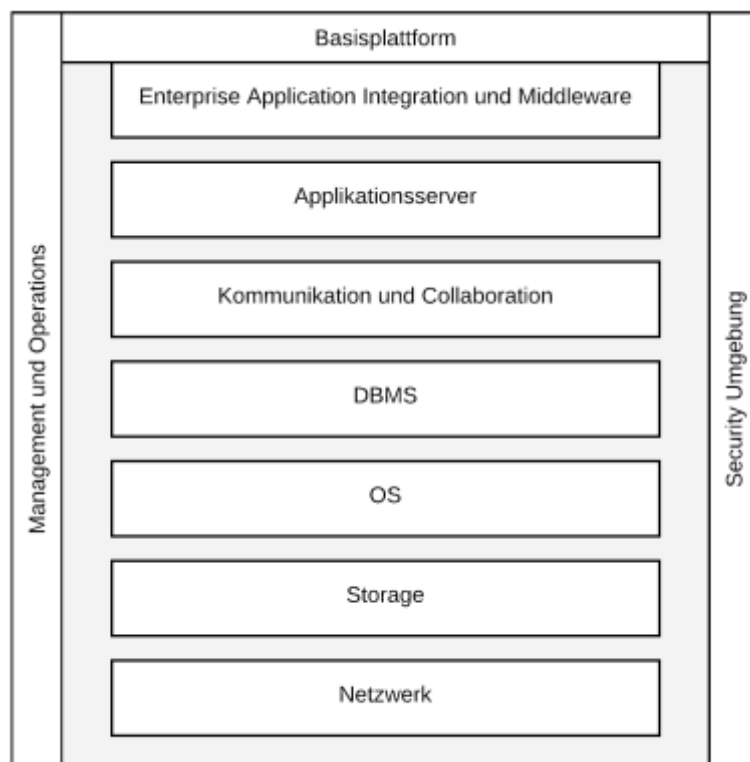 Basisplattform
Enterprise Application Integration und Middleware
Applikationsserver
Kommunikation und Collaboration
DBMS
OS
Storage
Netzwerk
Management und Operations
Security Umgebung